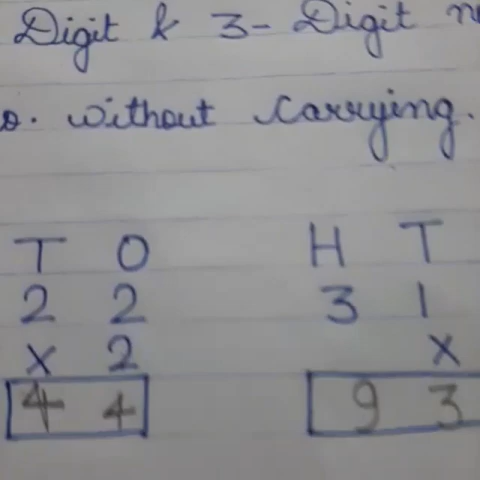 Digit & 3- Digit
without Carrying.
T O H T
2 2 3 1
x 2 x
4 4 9 3